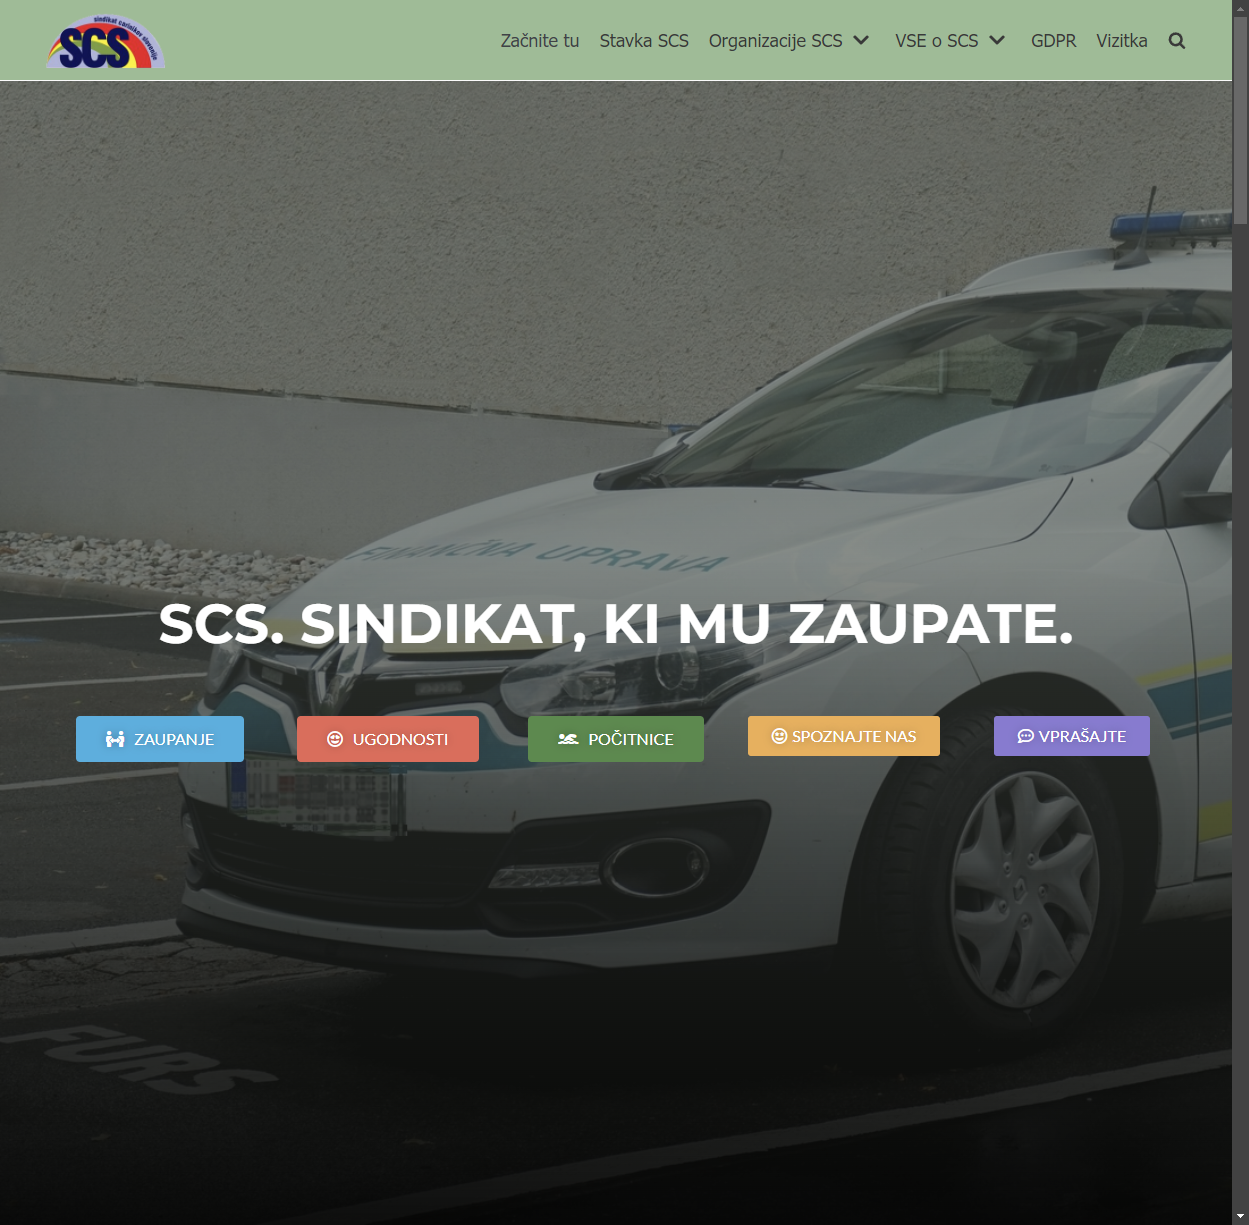 sindikat carinikov slovenije
SCS
Začnite tu
Stavka SCS
Organizacije SCS
VSE o SCS
GDPR
Vizitka
FINANČNA UPRAVA
SCS. SINDIKAT, KI MU ZAUPATE.
ZAUPANJE
UGODNOSTI
POČITNICE
SPOZNAJTE NAS
VPRAŠAJTE
FURS